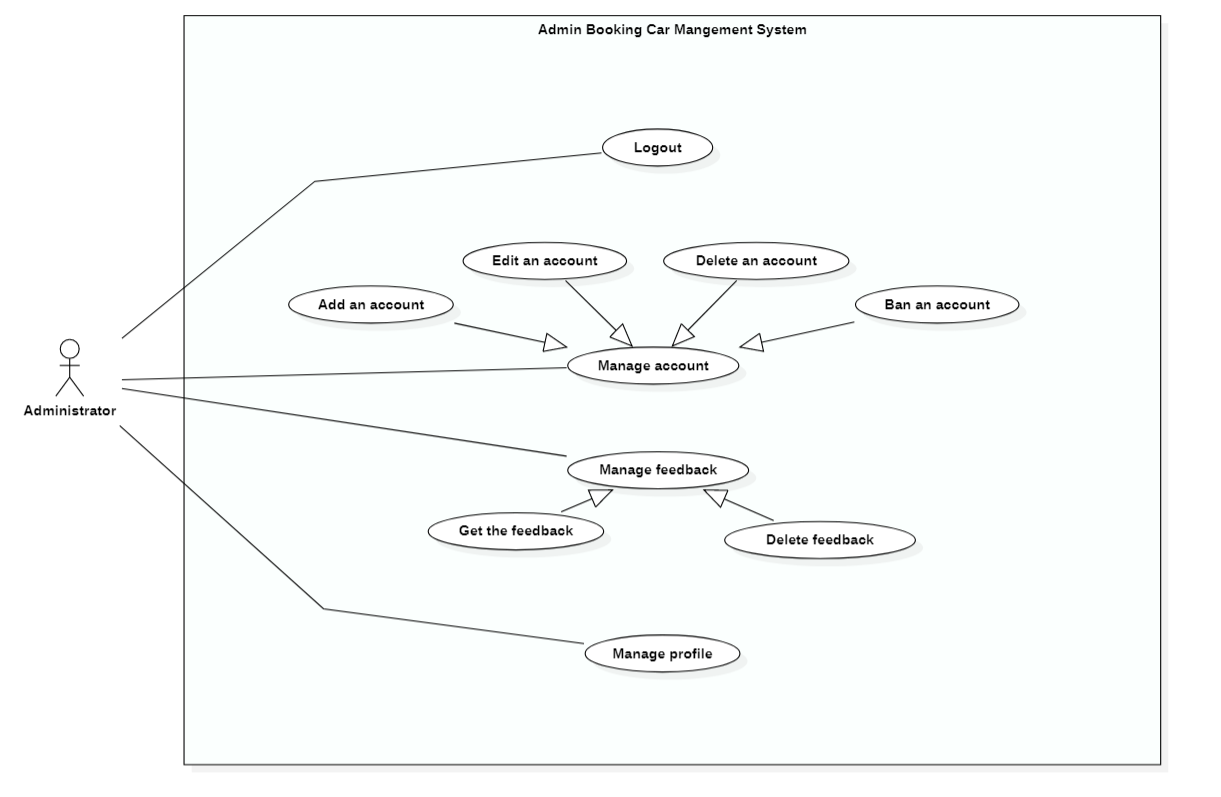 Admin Booking Car Mangement System
Logout
Edit an account
Delete an account
Add an account
Ban an account
Manage account
Administrator
Manage feedback
Get the feedback
Delete feedback
Manage profile